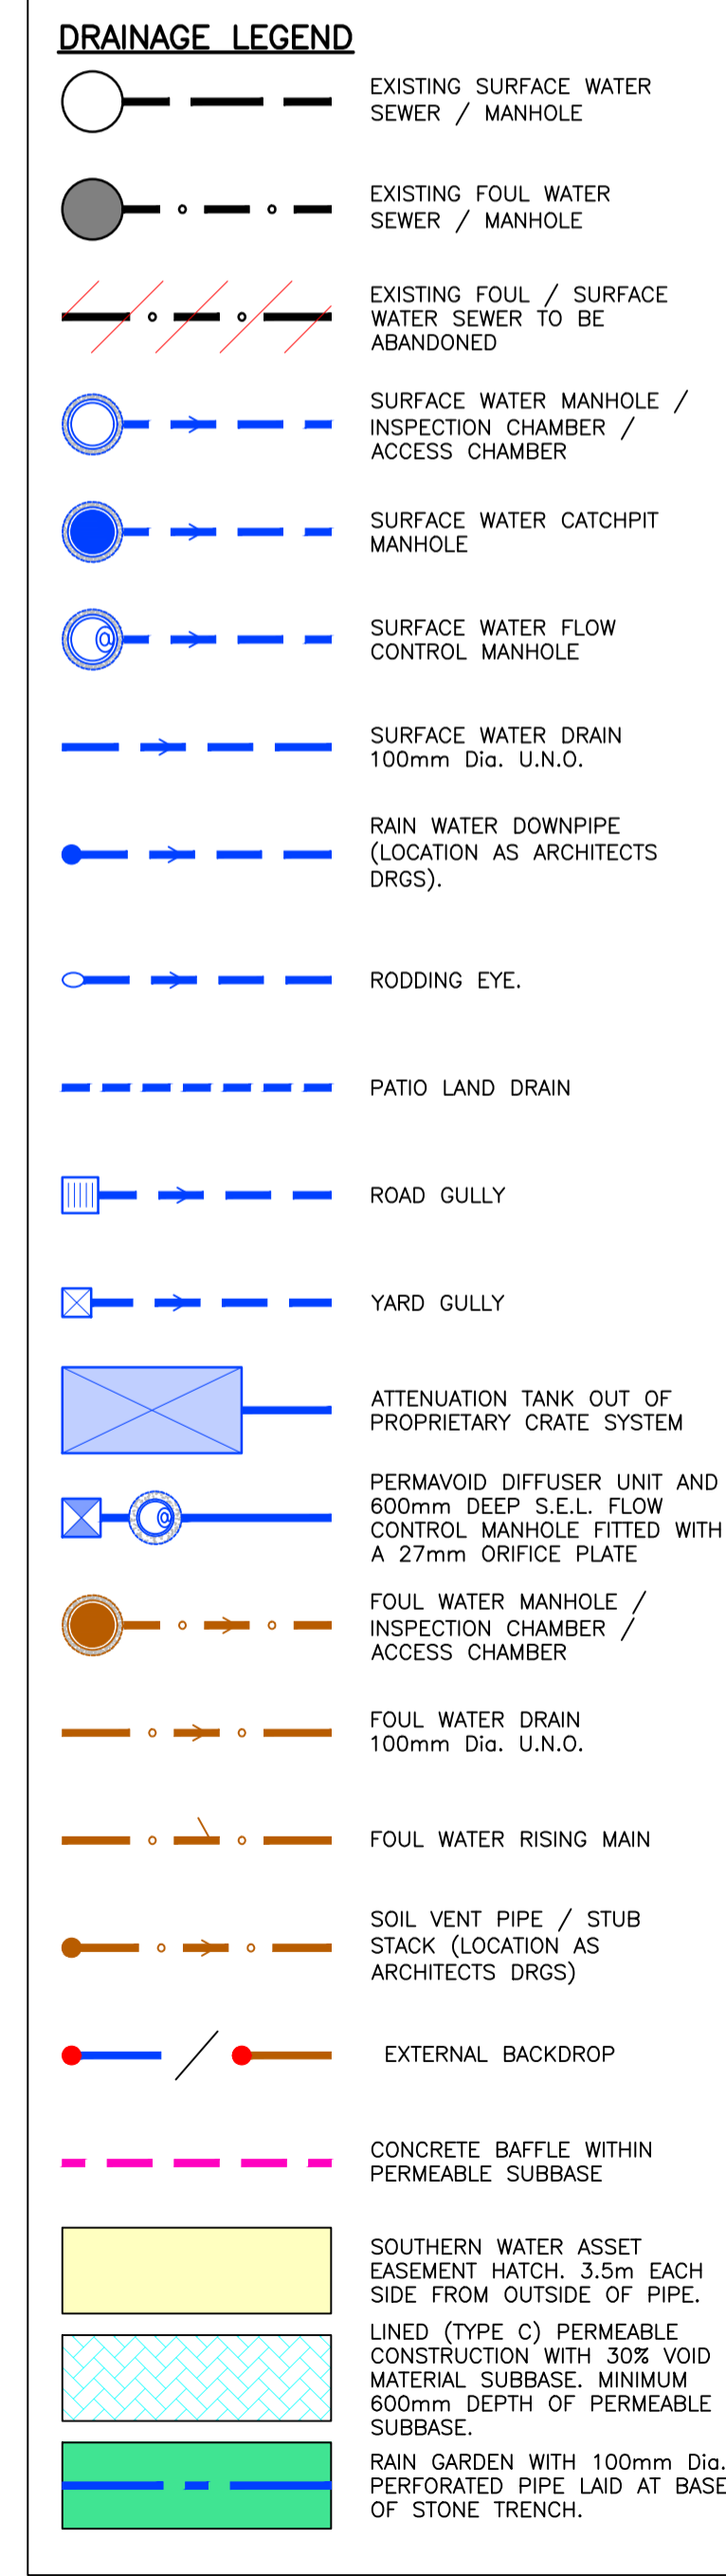 DRAINAGE LEGEND
EXISTING SURFACE WATER
SEWER / MANHOLE
EXISTING FOUL WATER
SEWER / MANHOLE
EXISTING FOUL / SURFACE
WATER SEWER TO BE
ABANDONED
SURFACE WATER MANHOLE /
INSPECTION CHAMBER /
ACCESS CHAMBER
SURFACE WATER CATCHPIT
MANHOLE
SURFACE WATER FLOW
CONTROL MANHOLE
SURFACE WATER DRAIN
100mm Dia. U.N.O.
RAIN WATER DOWNPIPE
(LOCATION AS ARCHITECTS
DRGS).
RODDING EYE.
PATIO LAND DRAIN
ROAD GULLY
YARD GULLY
ATTENUATION TANK OUT OF
PROPRIETARY CRATE SYSTEM
PERMAVOID DIFFUSER UNIT AND
600mm DEEP S.E.L. FLOW
CONTROL MANHOLE FITTED WITH
A 27mm ORIFICE PLATE
FOUL WATER MANHOLE /
INSPECTION CHAMBER /
ACCESS CHAMBER
FOUL WATER DRAIN
100mm Dia. U.N.O.
FOUL WATER RISING MAIN
SOIL VENT PIPE / STUB
STACK (LOCATION AS
ARCHITECTS DRGS)
EXTERNAL BACKDROP
CONCRETE BAFFLE WITHIN
PERMEABLE SUBBASE
SOUTHERN WATER ASSET
EASEMENT HATCH. 3.5m EACH
SIDE FROM OUTSIDE OF PIPE.
LINED (TYPE C) PERMEABLE
CONSTRUCTION WITH 30% VOID
MATERIAL SUBBASE. MINIMUM
600mm DEPTH OF PERMEABLE
SUBBASE.
RAIN GARDEN WITH 100mm Dia.
PERFORATED PIPE LAID AT BASE
OF STONE TRENCH.